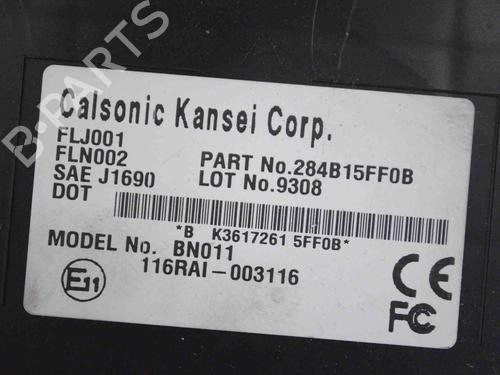 B-PARTS
Calsonic Kansei Corp.
FLJ001
FLN002 PART No.284B15FF0B
SAE J1690 LOT No.9308
DOT
*B K3617261 5FF0B*
MODEL No. BN011
116RAI-003116
E11
CE
FC